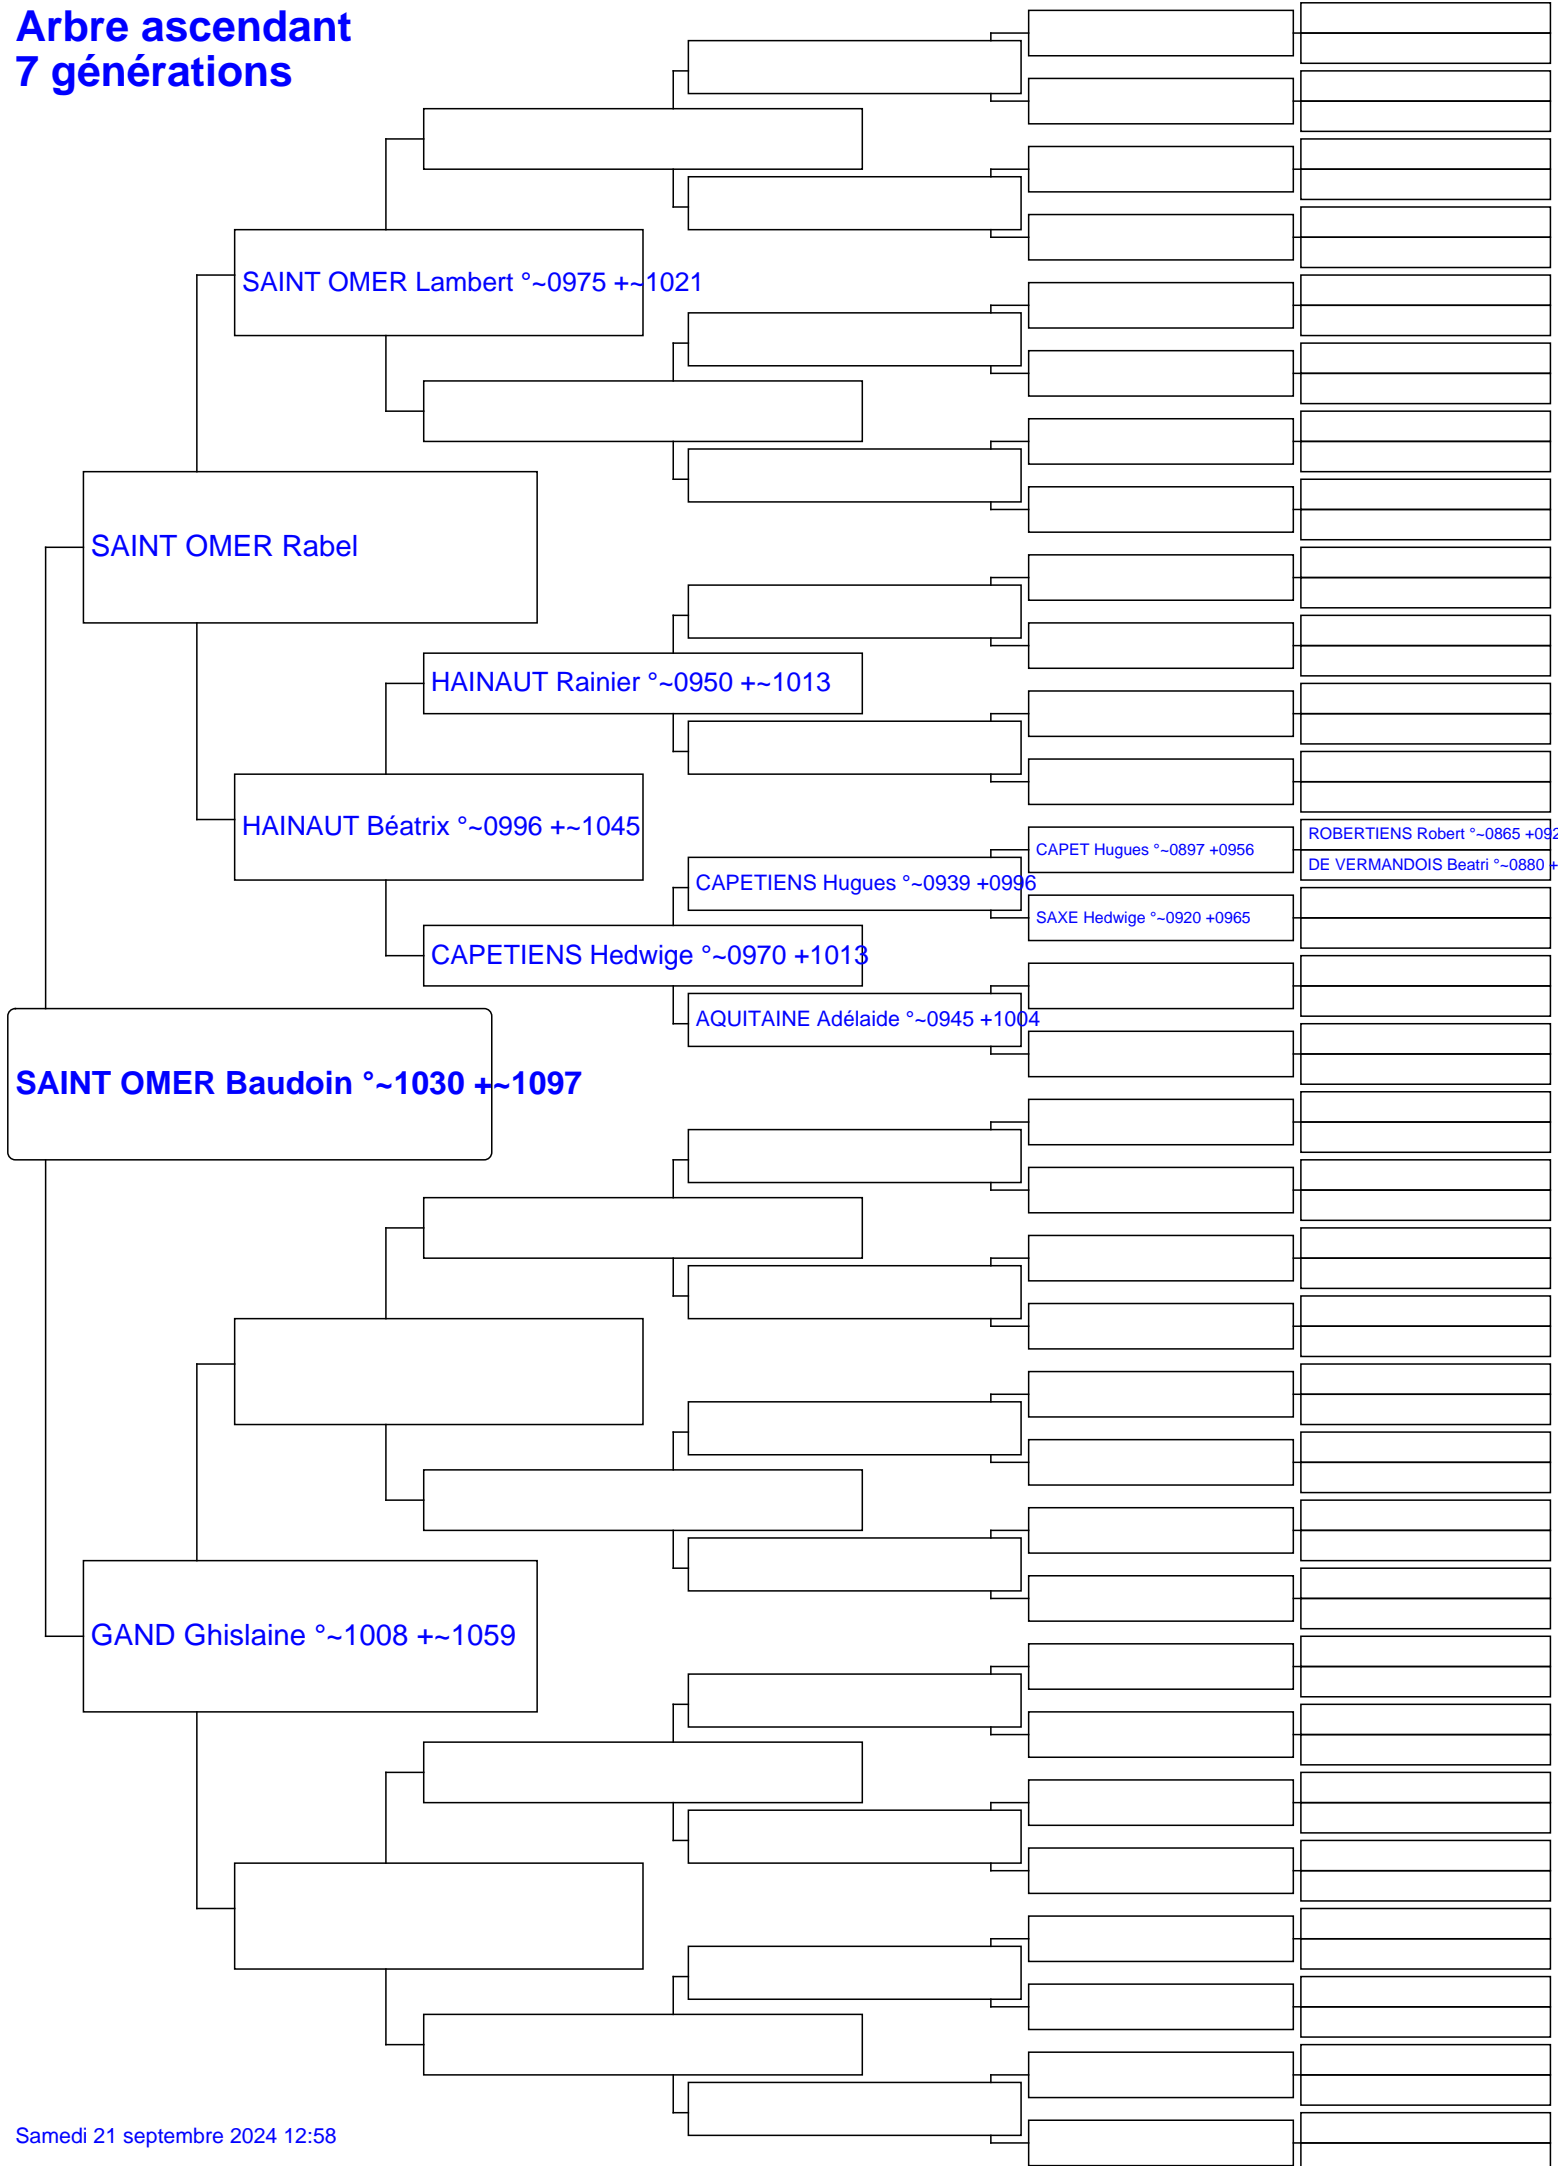 Arbre ascendant
7 générations
SAINT OMER Lambert °~0975 +~1021
SAINT OMER Rabel
HAINAUT Rainier °~0950 +~1013
HAINAUT Béatrix °~0996 +~1045
ROBERTIENS Robert °~0865 +092
CAPET Hugues °~0897 +0956
DE VERMANDOIS Beatri °~0880 +
CAPETIENS Hugues °~0939 +0996
SAXE Hedwige °~0920 +0965
CAPETIENS Hedwige °~0970 +1013
AQUITAINE Adélaide °~0945 +1004
SAINT OMER Baudoin °~1030 +~1097
GAND Ghislaine °~1008 +~1059
Samedi 21 septembre 2024 12:58